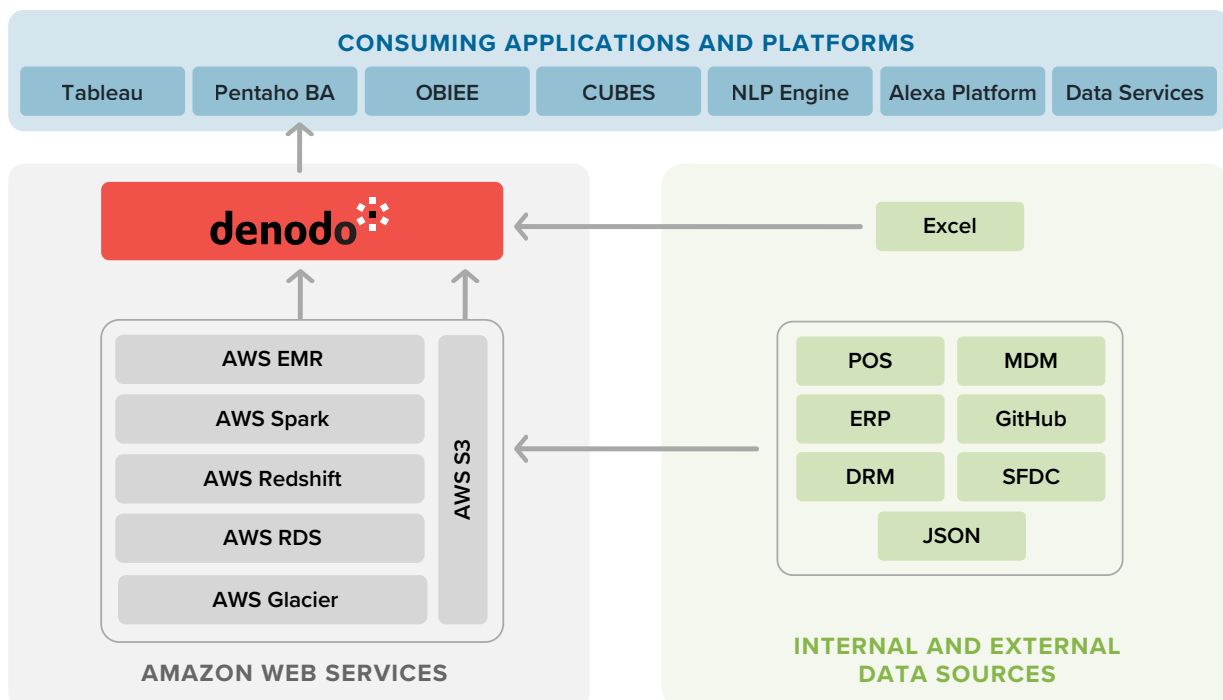 CONSUMING APPLICATIONS AND PLATFORMS
Tableau
Pentaho BA
OBIEE
CUBES
NLP Engine
Alexa Platform
Data Services
denodo
Excel
AWS EMR
AWS Spark
AWS Redshift
AWS RDS
AWS Glacier
AWS S3
POS
MDM
ERP
GitHub
DRM
SFDC
JSON
AMAZON WEB SERVICES
INTERNAL AND EXTERNAL
DATA SOURCES